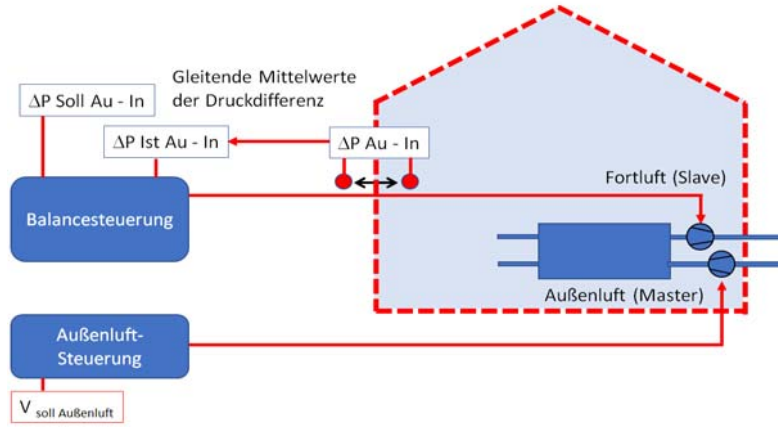 Gleitende Mittelwerte
der Druckdifferenz
ΔP Soll Au - In
ΔP Ist Au - In
ΔP Au - In
Fortluft (Slave)
Balancesteuerung
Außenluft (Master)
Außenluft-
Steuerung
V soll Außenluft